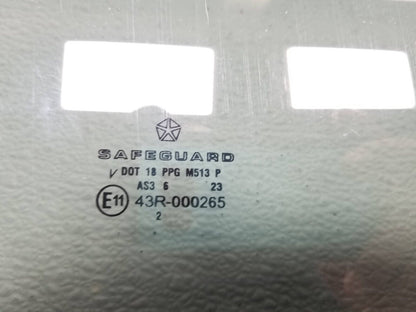 SAFEGUARD
DOT 18 PPG M513 P
AS3 6 23
E11 43R-000265
2